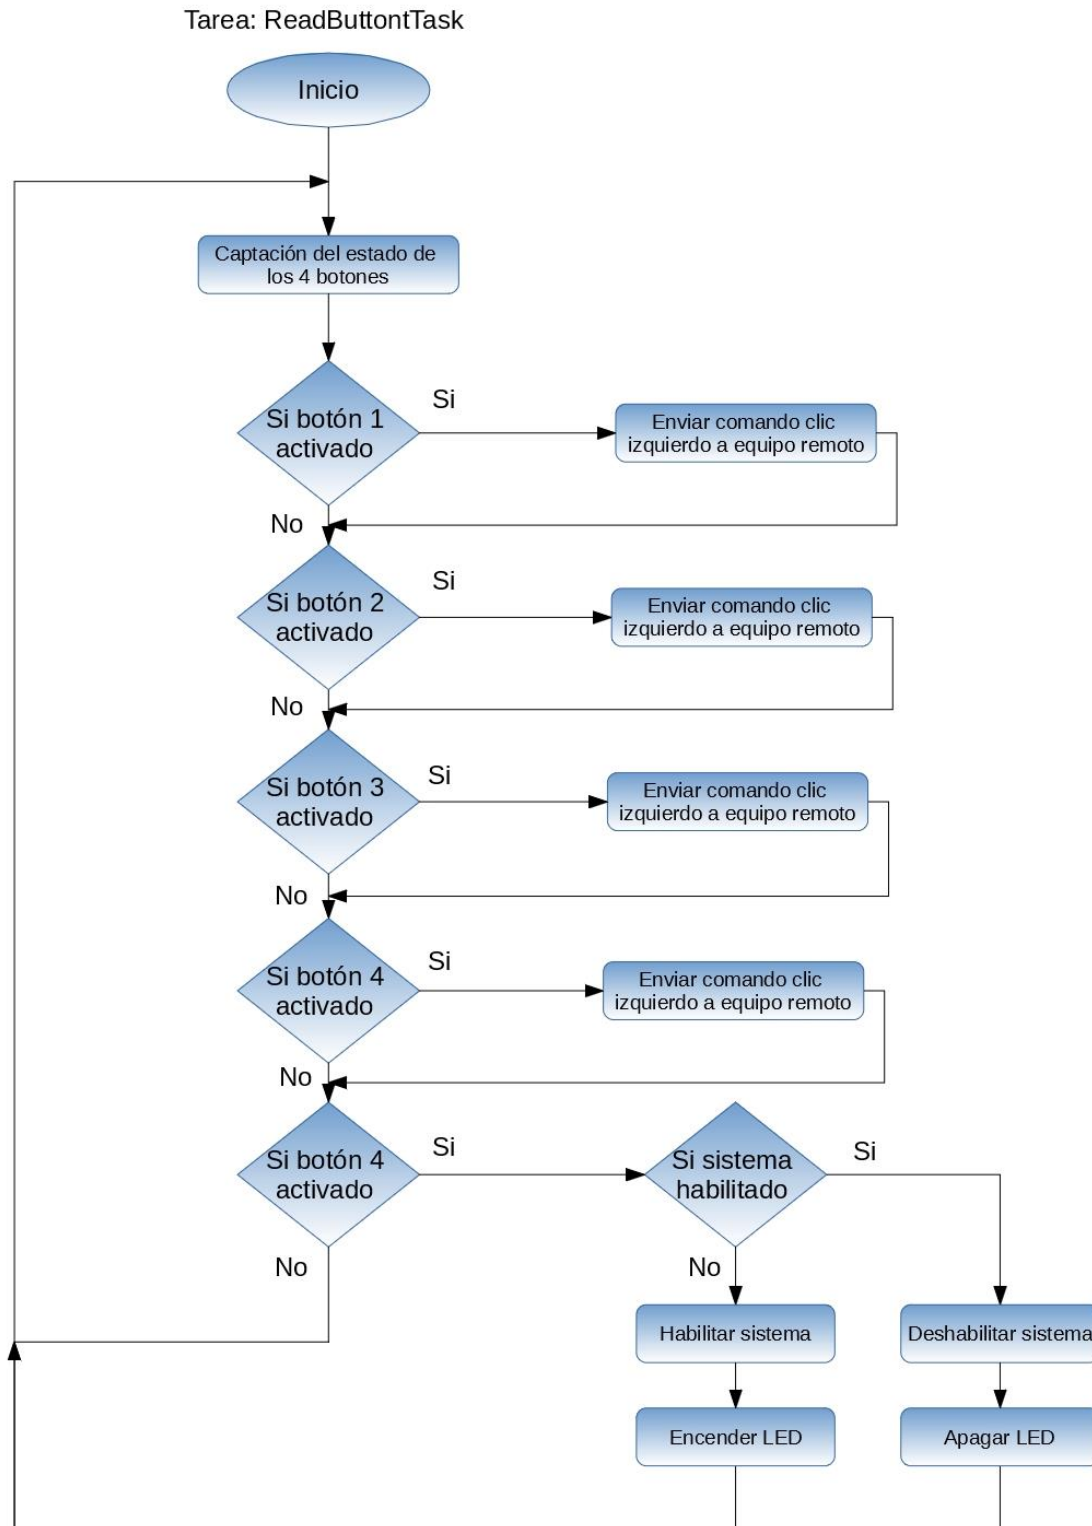 Tarea: ReadButtontTask
Inicio
Captación del estado de
los 4 botones
Si botón 1
activado
Si
Enviar comando clic
izquierdo a equipo remoto
No
Si botón 2
activado
Si
Enviar comando clic
izquierdo a equipo remoto
No
Si botón 3
activado
Si
Enviar comando clic
izquierdo a equipo remoto
No
Si botón 4
activado
Si
Enviar comando clic
izquierdo a equipo remoto
No
Si botón 4
activado
Si
Si sistema
habilitado
Si
No
No
Habilitar sistema
Deshabilitar sistema
Encender LED
Apagar LED